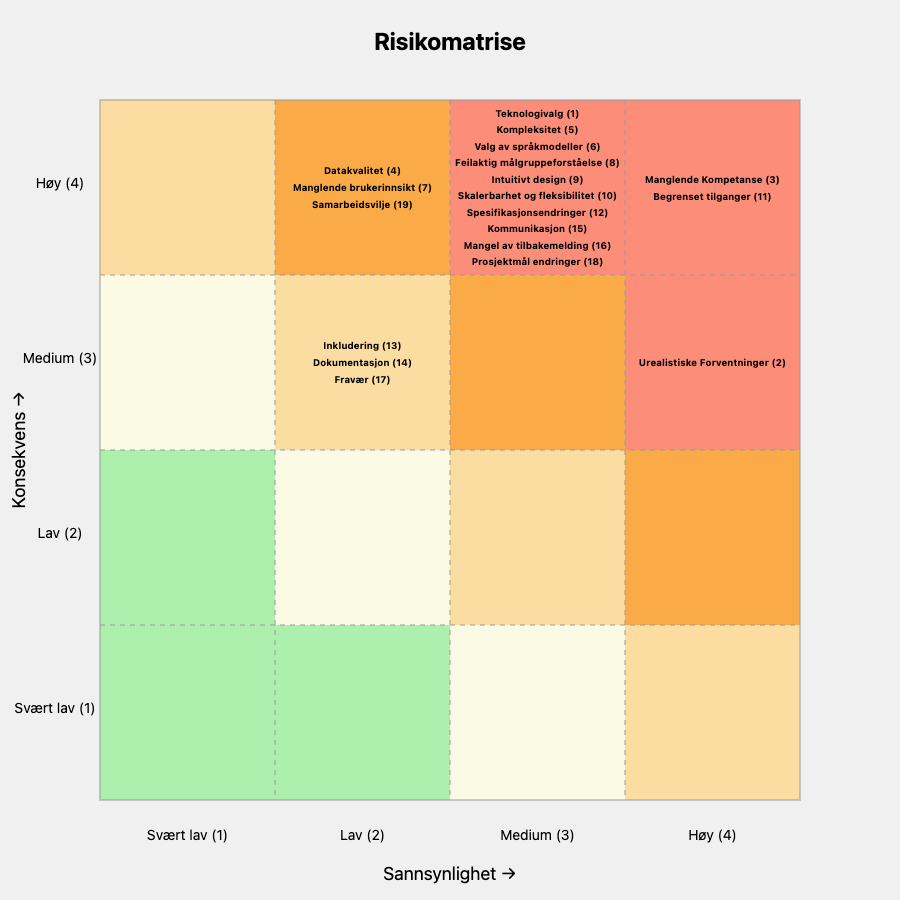 Risikomatrise
Høy (4)
Datakvalitet (4)
Manglende brukerinnsikt (7)
Samarbeidsvilje (19)
Teknologivalg (1)
Kompleksitet (5)
Valg av språkmodeller (6)
Feilaktig målgruppeforståelse (8)
Intuitivt design (9)
Skalerbarhet og fleksibilitet (10)
Spesifikasjonsendringer (12)
Kommunikasjon (15)
Mangel av tilbakemelding (16)
Prosjektmål endringer (18)
Manglende Kompetanse (3)
Begrenset tilganger (11)
Medium (3)
Inkludering (13)
Dokumentasjon (14)
Fravær (17)
Urealistiske Forventninger (2)
Konsekvens →
Lav (2)
Svært lav (1)
Svært lav (1)
Lav (2)
Medium (3)
Høy (4)
Sannsynlighet →